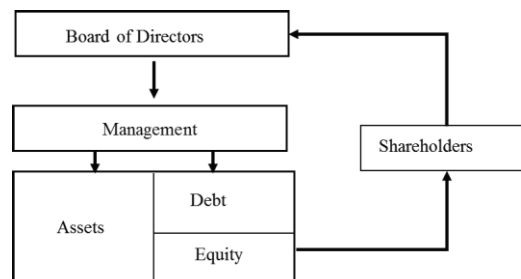 Board of Directors
Management
Shareholders
Debt
Assets
Equity